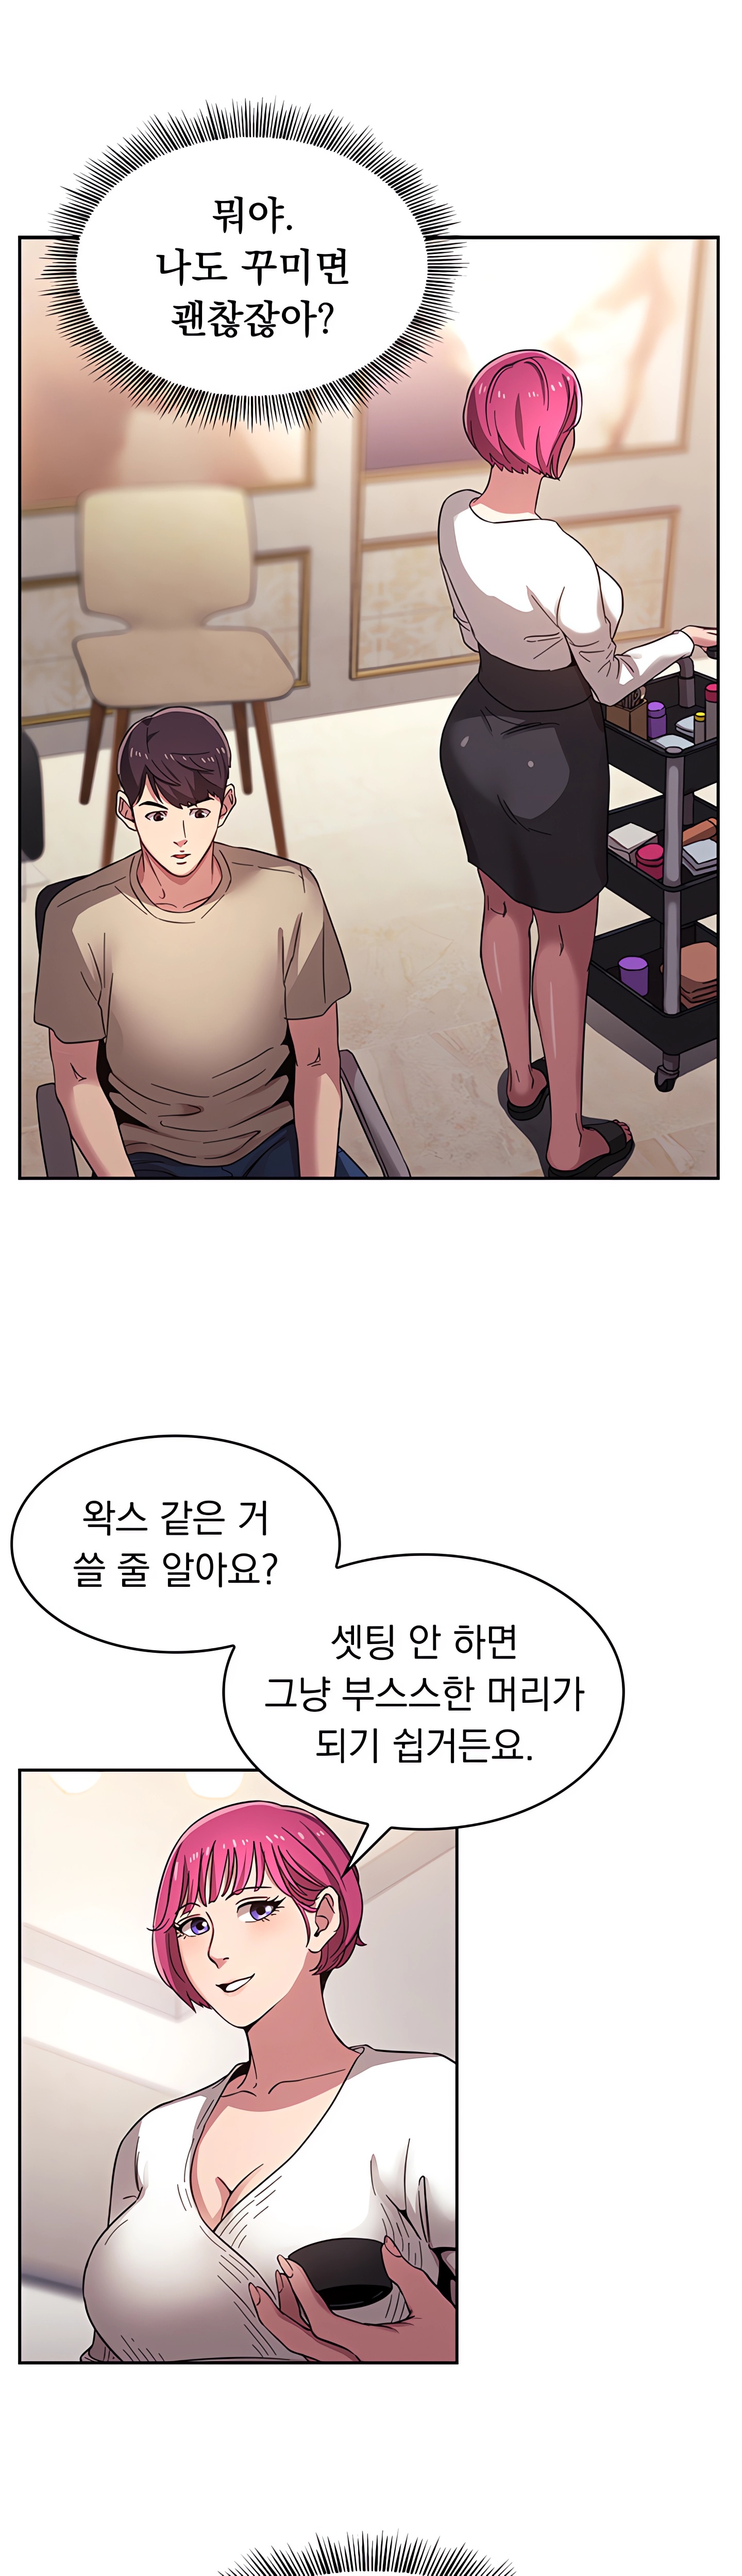 뭐야.
나도 꾸미면
괜찮잖아?
왁스 같은 거
쓸 줄 알아요?
셋팅 안 하면
그냥 부스스한 머리가
되기 쉽거든요.